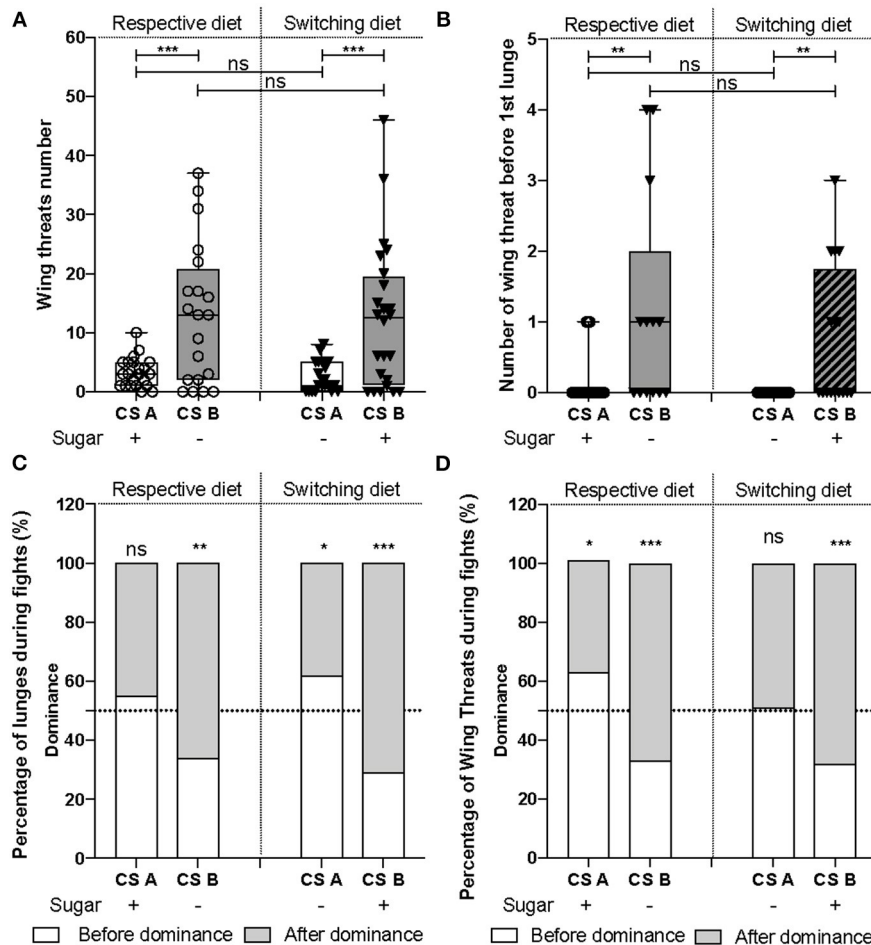 A
Respective diet Switching diet
*** ***
ns
ns
Wing threats number
60
50
40
30
20
10
0
CS A CS B CS A CS B
Sugar + - - +
B
Respective diet Switching diet
** **
ns
ns
Number of wing threat before 1st lunge
5
4
3
2
1
0
CS A CS B CS A CS B
Sugar + - - +
C
Respective diet Switching diet
ns ** * ***
Percentage of lunges during fights (%)
Dominance
120
100
80
60
40
20
0
CS A CS B CS A CS B
Sugar + - - +
Before dominance After dominance
D
Respective diet Switching diet
* *** ns ***
Percentage of Wing Threats during fights (%)
Dominance
120
100
80
60
40
20
0
CS A CS B CS A CS B
Sugar + - - +
Before dominance After dominance